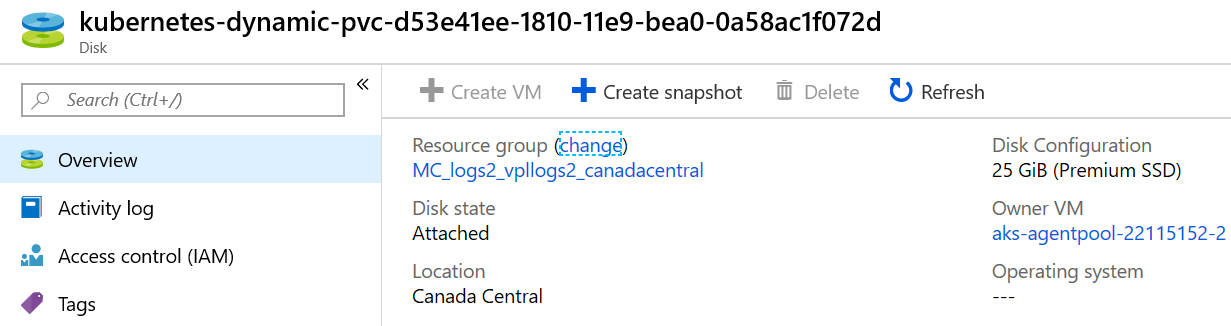 kubernetes-dynamic-pvc-d53e41ee-1810-11e9-bea0-0a58ac1f072d
Disk
Search (Ctrl+/)
«
Overview
Activity log
Access control (IAM)
Tags
Create VM
Create snapshot
Delete
Refresh
Resource group (change)
MC_logs2_vpllogs2_canadacentral
Disk state
Attached
Location
Canada Central
Disk Configuration
25 GiB (Premium SSD)
Owner VM
aks-agentpool-22115152-2
Operating system
---